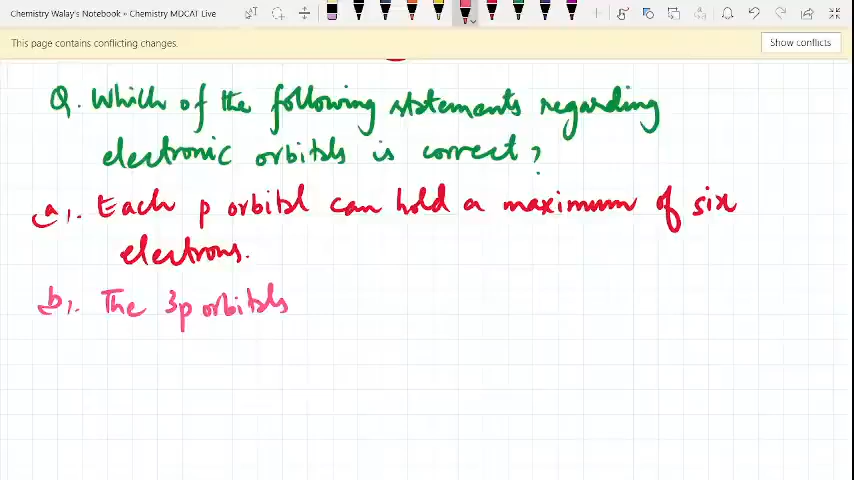 Chemistry Walay's Notebook » Chemistry MDCAT Live
This page contains conflicting changes.
Show conflicts
Q. Which of the following statements regarding
electronic orbitals is correct?
a). Each p orbital can hold a maximum of six
electrons.
b). The 3p orbitals